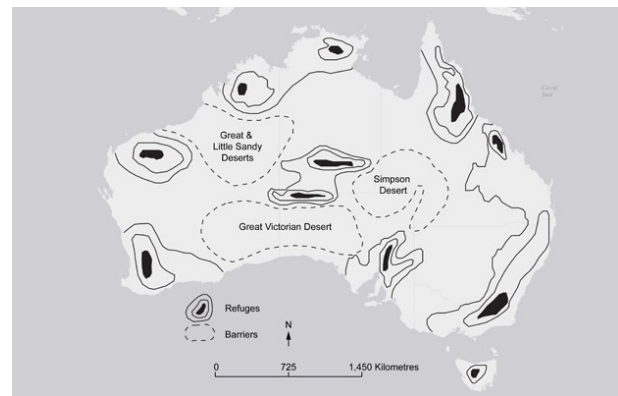 Coral
Sea
Great &
Little Sandy
Deserts
Simpson
Desert
Great Victorian Desert
Refuges
Barriers
N
0 725 1,450 Kilometres